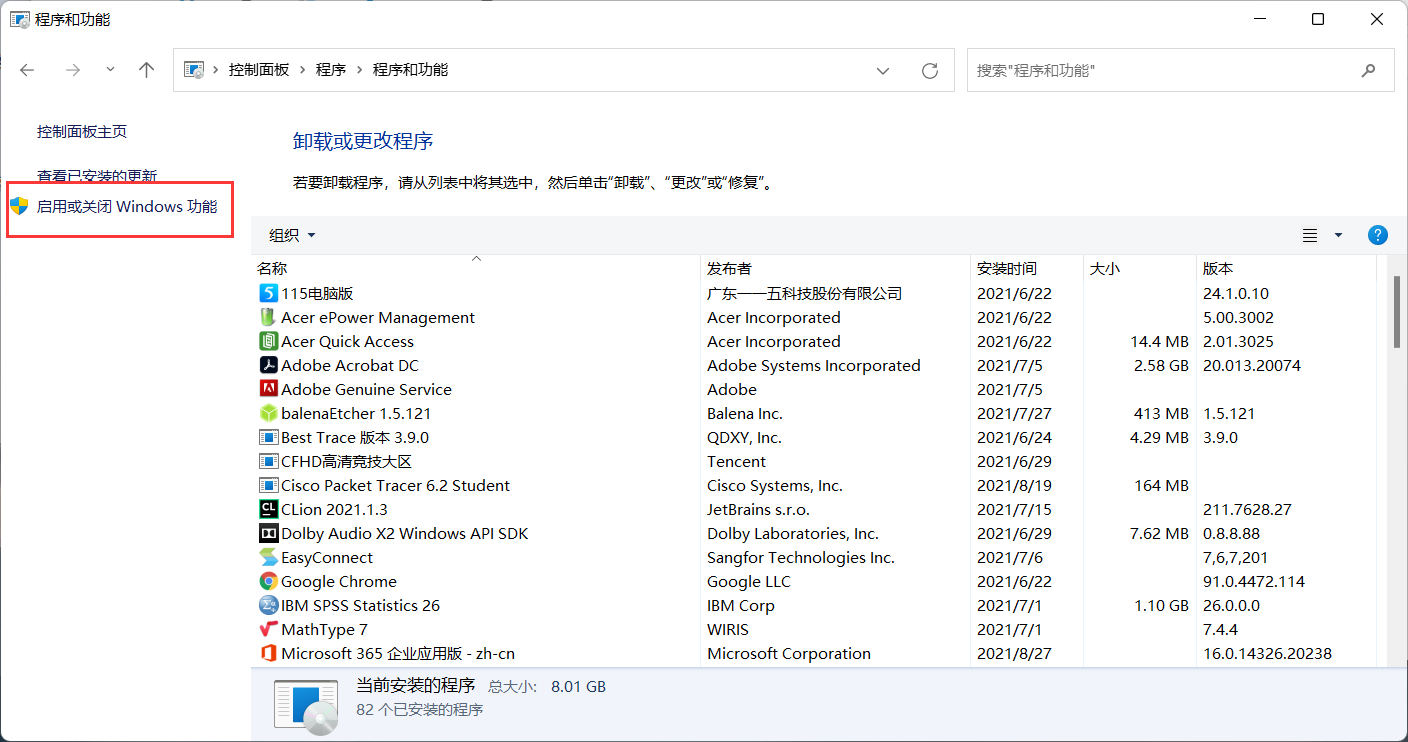 程序和功能
控制面板 程序 程序和功能
搜索"程序和功能"
控制面板主页
查看已安装的更新
启用或关闭 Windows 功能
卸载或更改程序
若要卸载程序，请从列表中将其选中，然后单击“卸载”、“更改”或“修复”。
组织
名称 发布者 安装时间 大小 版本
115电脑版 广东一一五科技股份有限公司 2021/6/22 24.1.0.10
Acer ePower Management Acer Incorporated 2021/6/22 5.00.3002
Acer Quick Access Acer Incorporated 2021/6/22 14.4 MB 2.01.3025
Adobe Acrobat DC Adobe Systems Incorporated 2021/7/5 2.58 GB 20.013.20074
Adobe Genuine Service Adobe 2021/7/5
balenaEtcher 1.5.121 Balena Inc. 2021/7/27 413 MB 1.5.121
Best Trace 版本 3.9.0 QDXY, Inc. 2021/6/24 4.29 MB 3.9.0
CFHD高清竞技大区 Tencent 2021/6/29
Cisco Packet Tracer 6.2 Student Cisco Systems, Inc. 2021/8/19 164 MB
CLion 2021.1.3 JetBrains s.r.o. 2021/7/15 211.7628.27
Dolby Audio X2 Windows API SDK Dolby Laboratories, Inc. 2021/6/29 7.62 MB 0.8.8.88
EasyConnect Sangfor Technologies Inc. 2021/7/6 7,6,7,201
Google Chrome Google LLC 2021/6/22 91.0.4472.114
IBM SPSS Statistics 26 IBM Corp 2021/7/1 1.10 GB 26.0.0.0
MathType 7 WIRIS 2021/7/1 7.4.4
Microsoft 365 企业应用版 - zh-cn Microsoft Corporation 2021/8/27 16.0.14326.20238
当前安装的程序 总大小: 8.01 GB
82 个已安装的程序